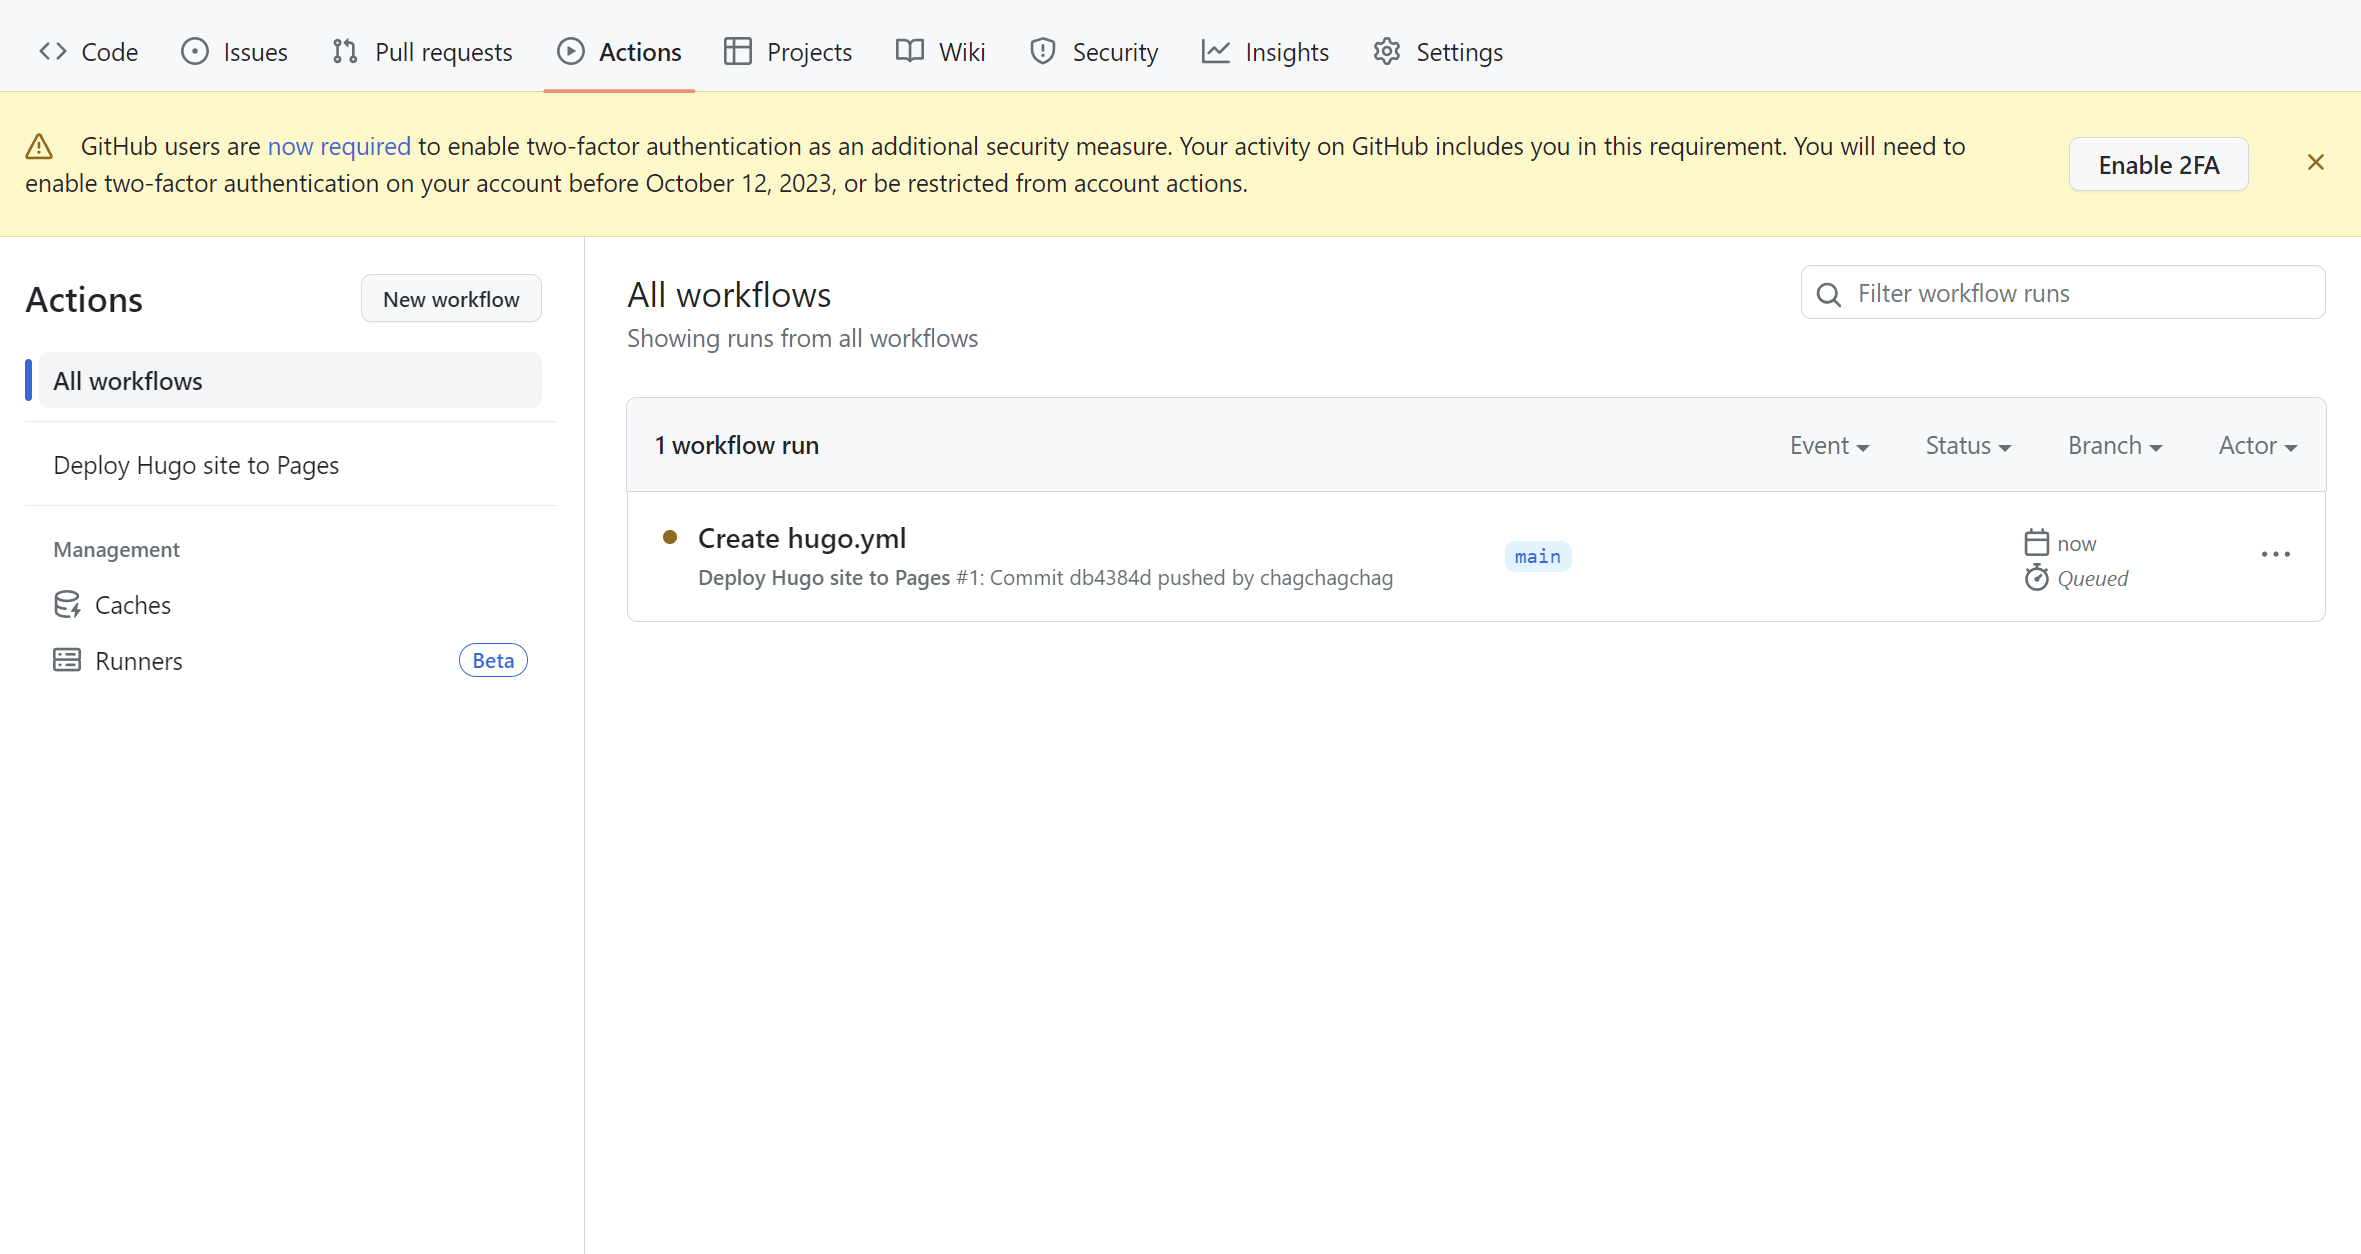 Code Issues Pull requests Actions Projects Wiki Security Insights Settings
GitHub users are now required to enable two-factor authentication as an additional security measure. Your activity on GitHub includes you in this requirement. You will need to
enable two-factor authentication on your account before October 12, 2023, or be restricted from account actions.
Enable 2FA
Actions
New workflow
All workflows
Deploy Hugo site to Pages
Management
Caches
Runners
Beta
All workflows
Showing runs from all workflows
Filter workflow runs
1 workflow run
Event Status Branch Actor
Create hugo.yml
Deploy Hugo site to Pages #1: Commit db4384d pushed by chagchagchag
main
now
Queued